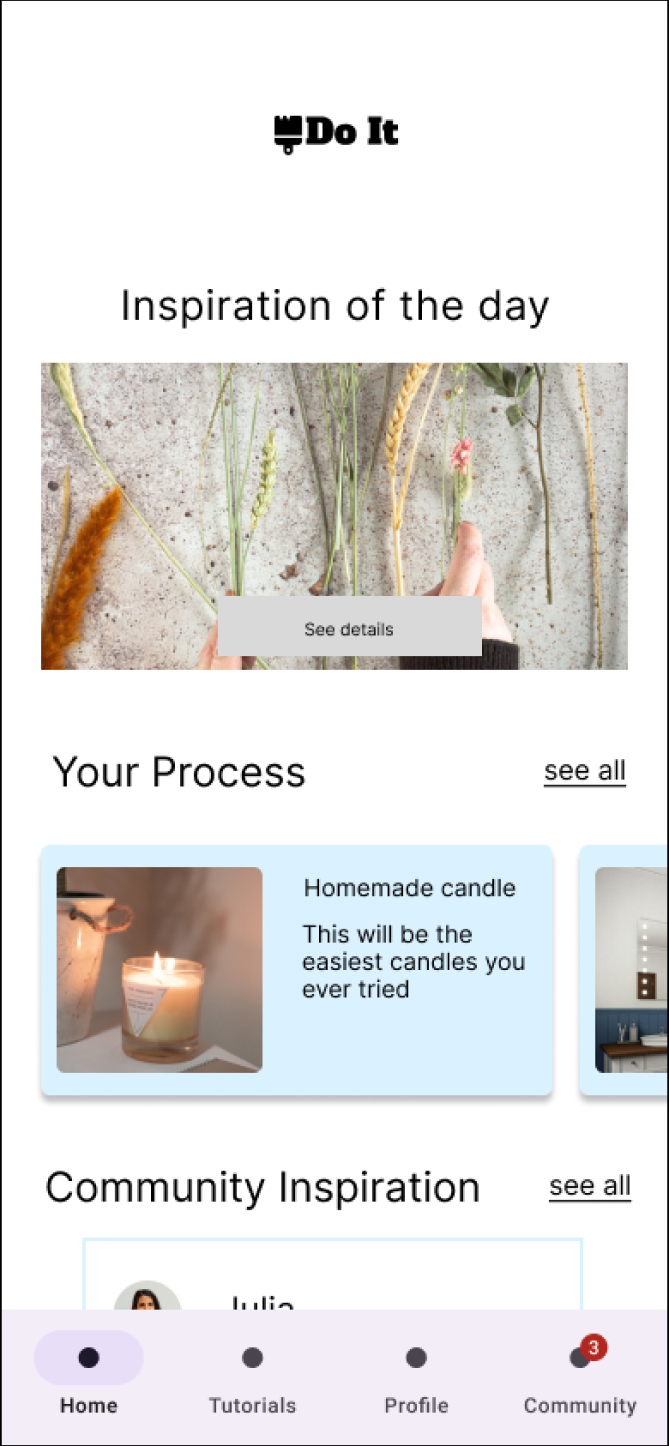 Do It
Inspiration of the day
See details
Your Process
see all
Homemade candle
This will be the
easiest candles you
ever tried
Community Inspiration
see all
Julia
3
Home
Tutorials
Profile
Community